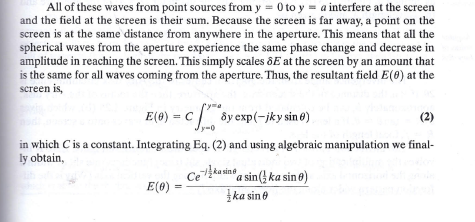 All of these waves from point sources from y = 0 to y = a interfere at the screen
and the field at the screen is their sum. Because the screen is far away, a point on the
screen is at the same distance from anywhere in the aperture. This means that all the
spherical waves from the aperture experience the same phase change and decrease in
amplitude in reaching the screen. This simply scales δE at the screen by an amount that
is the same for all waves coming from the aperture. Thus, the resultant field E(θ) at the
screen is,
E(θ) = C ∫_{y=0}^{y=a} δy exp(−jky sin θ) (2)
in which C is a constant. Integrating Eq. (2) and using algebraic manipulation we final-
ly obtain,
E(θ) = Ce^{−j½ka sin θ} a sin(½ka sin θ) / ½ka sin θ